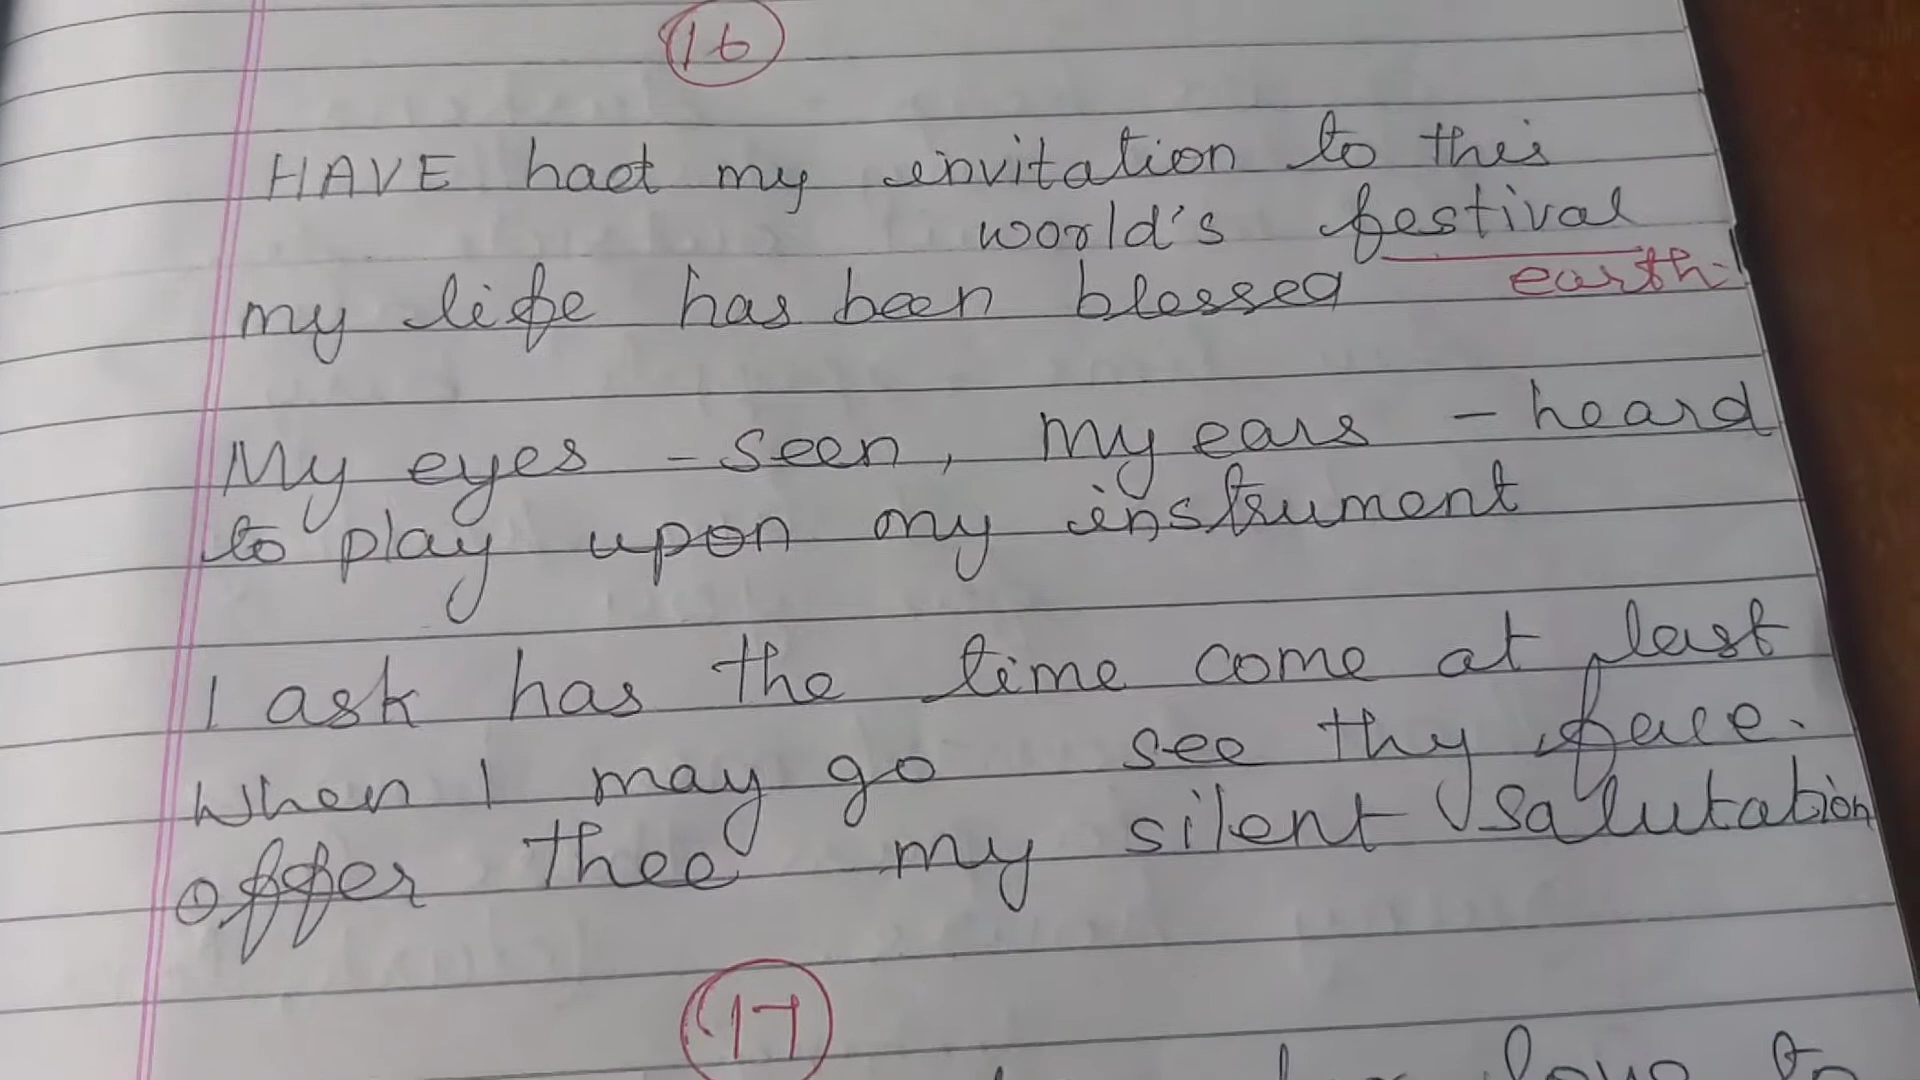 16
HAVE had my invitation to this
world's festival
earth.
my life has been blessed
My eyes - seen, my ears - heard
to play upon my instrument
I ask has the time come at last
When I may go see thy face.
offer thee my silent salutation
17
love to